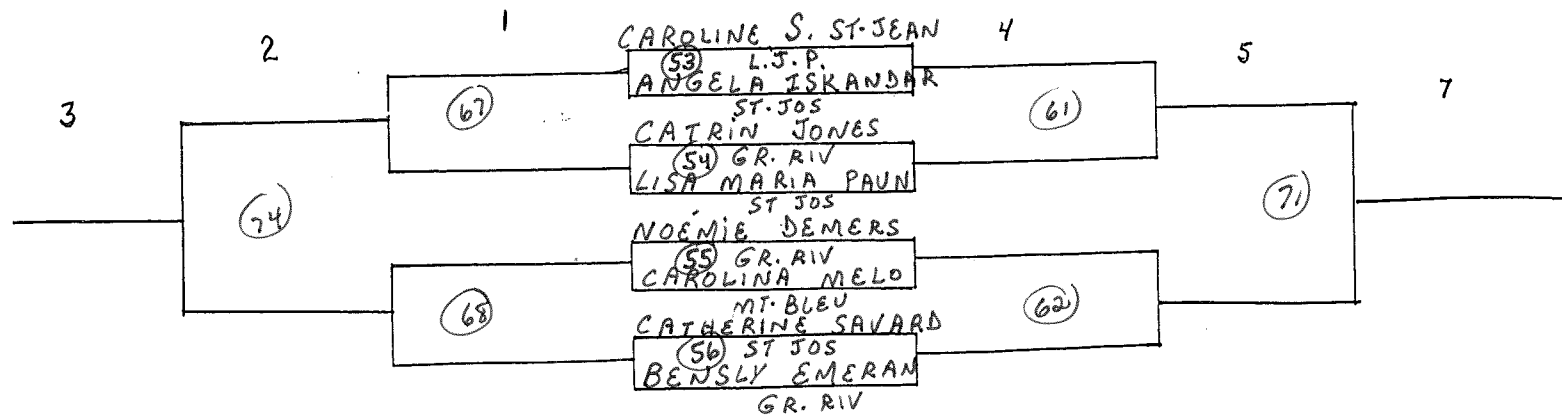 1
2
3
4
5
7
CAROLINE S. ST-JEAN
53 L.J.P.
ANGELA ISKANDAR
ST-JOS
67
61
CATRIN JONES
54 GR. RIV
LISA MARIA PAUN
ST JOS
74
71
NOÉMIE DEMERS
55 GR. RIV
CAROLINA MELO
MT-BLEU
68
62
CATHERINE SAVARD
56 ST JOS
BENSLY EMERAN
GR. RIV